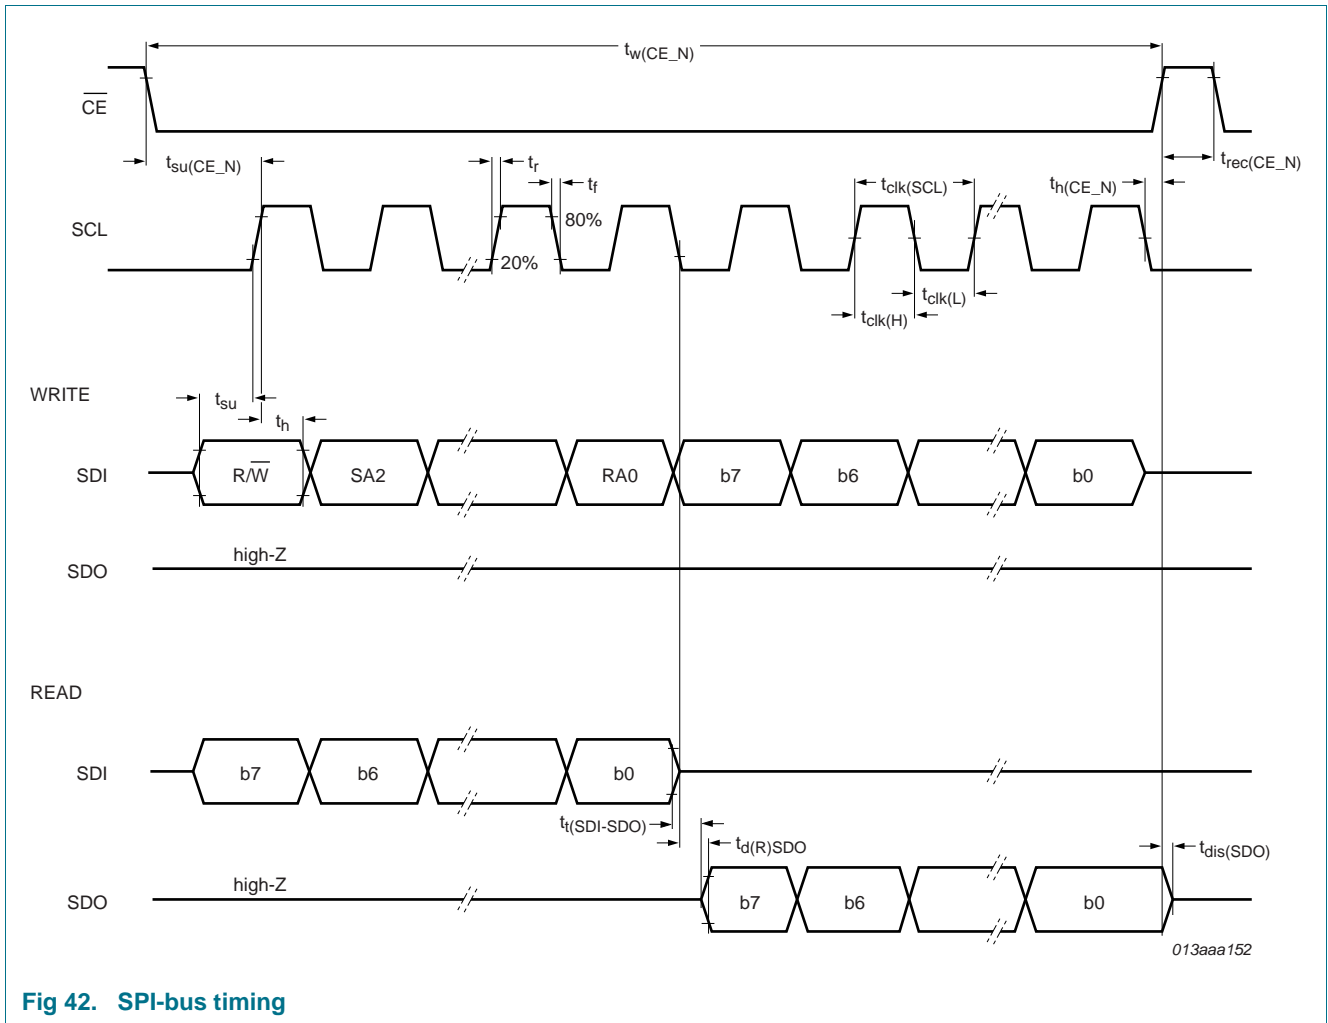 tw(CE_N)
CE
tsu(CE_N)
tr
trec(CE_N)
tf
tclk(SCL)
th(CE_N)
SCL
80%
20%
tclk(L)
tclk(H)
WRITE
tsu
th
SDI R/W SA2 RA0 b7 b6 b0
high-Z
SDO
READ
SDI b7 b6 b0
tt(SDI-SDO)
td(R)SDO
tdis(SDO)
high-Z
SDO b7 b6 b0
013aaa152
Fig 42. SPI-bus timing